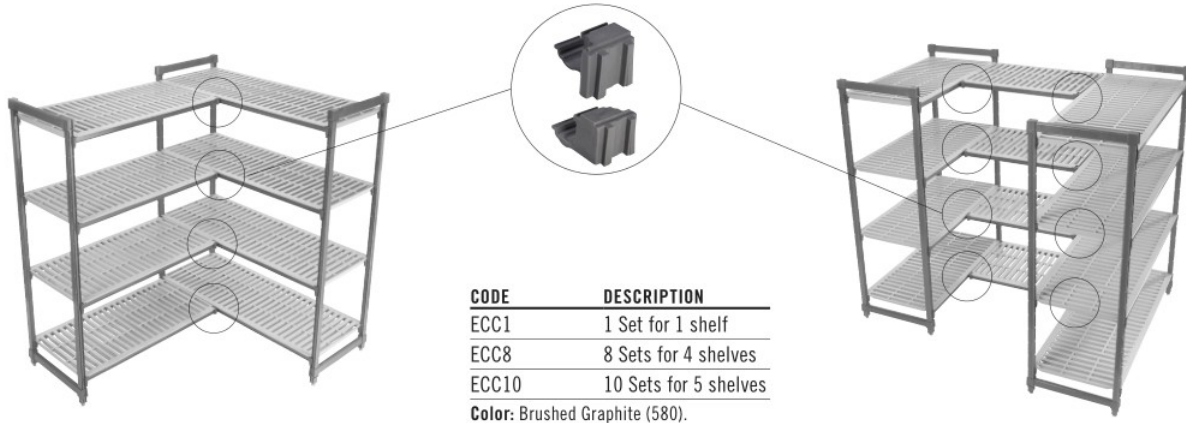 CODE DESCRIPTION
ECC1 1 Set for 1 shelf
ECC8 8 Sets for 4 shelves
ECC10 10 Sets for 5 shelves
Color: Brushed Graphite (580).